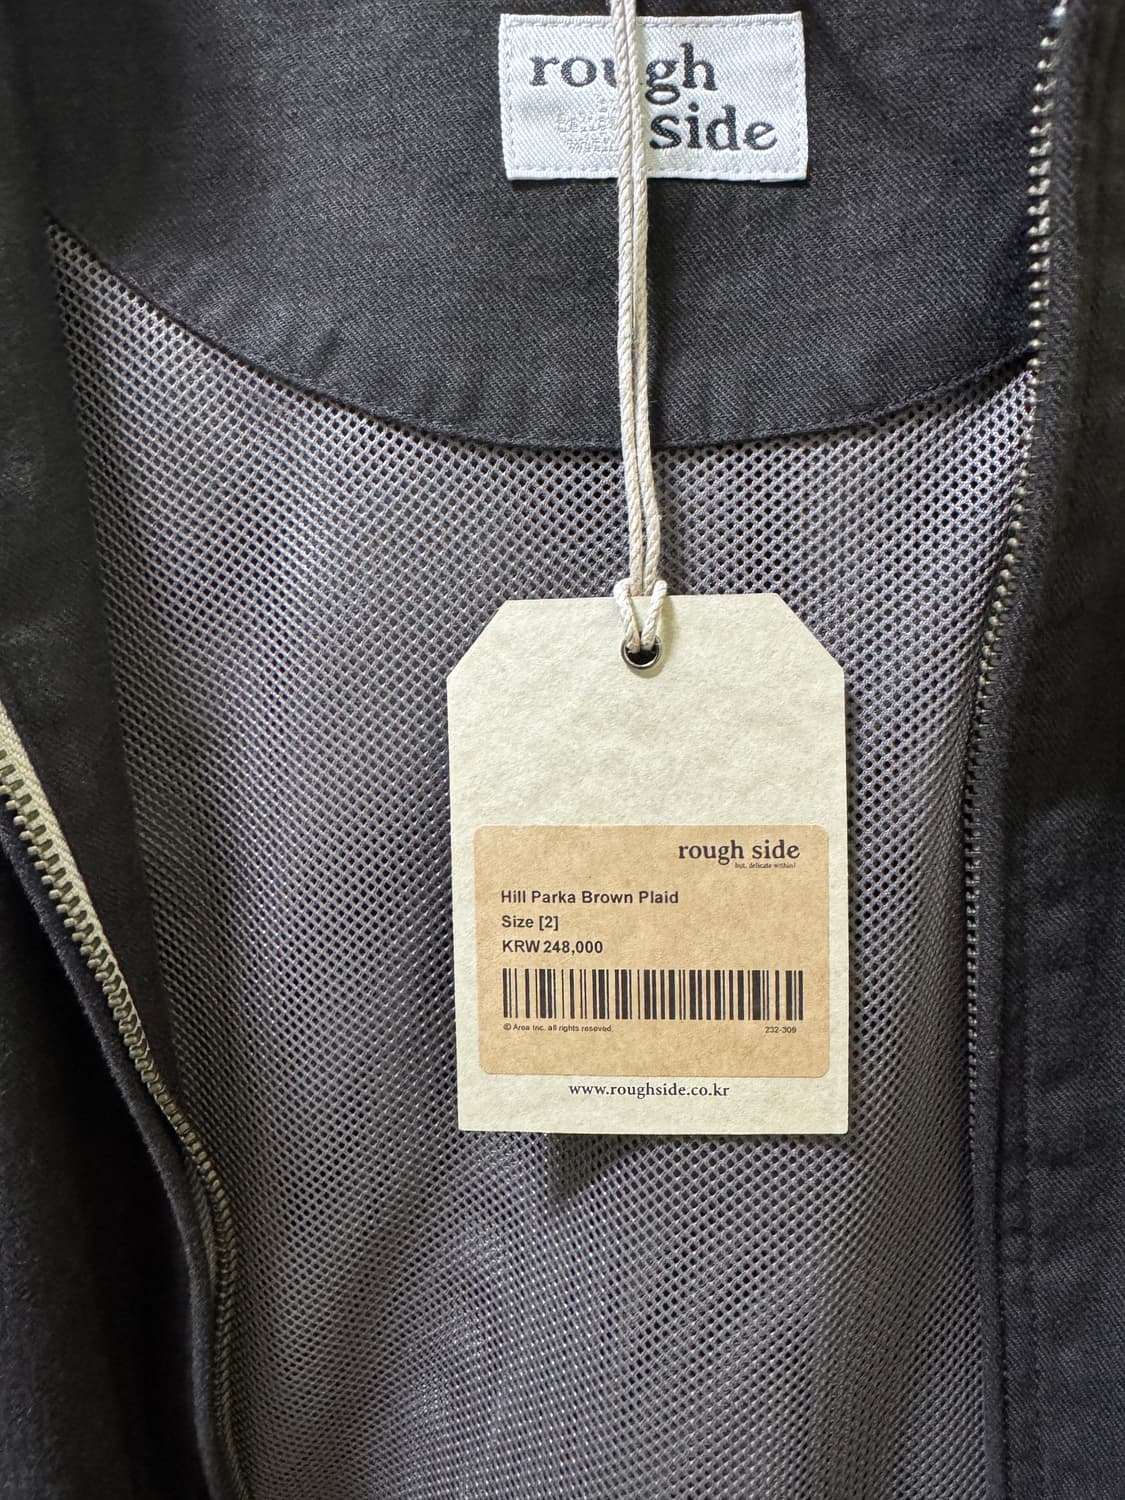 rough
side
rough side
but, delicate within!
Hill Parka Brown Plaid
Size [2]
KRW 248,000
© Area Inc. all rights reseved.
232-309
www.roughside.co.kr